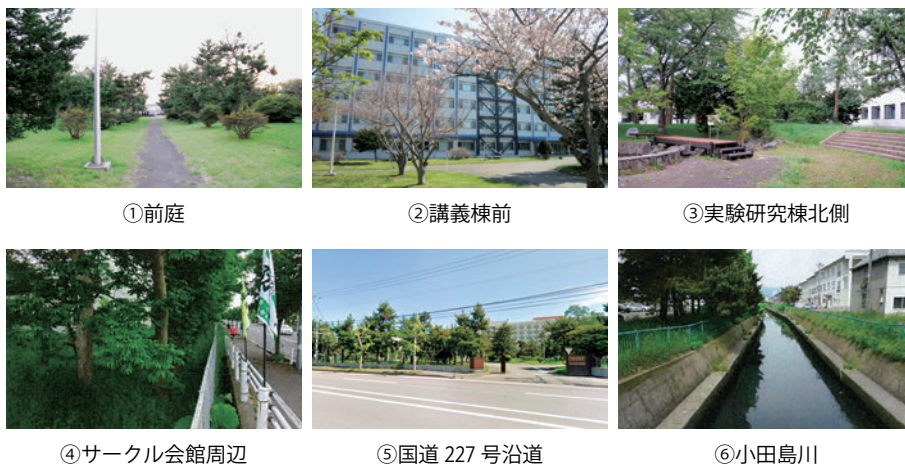 ①前庭
②講義棟前
③実験研究棟北側
④サークル会館周辺
⑤国道 227 号沿道
⑥小田島川